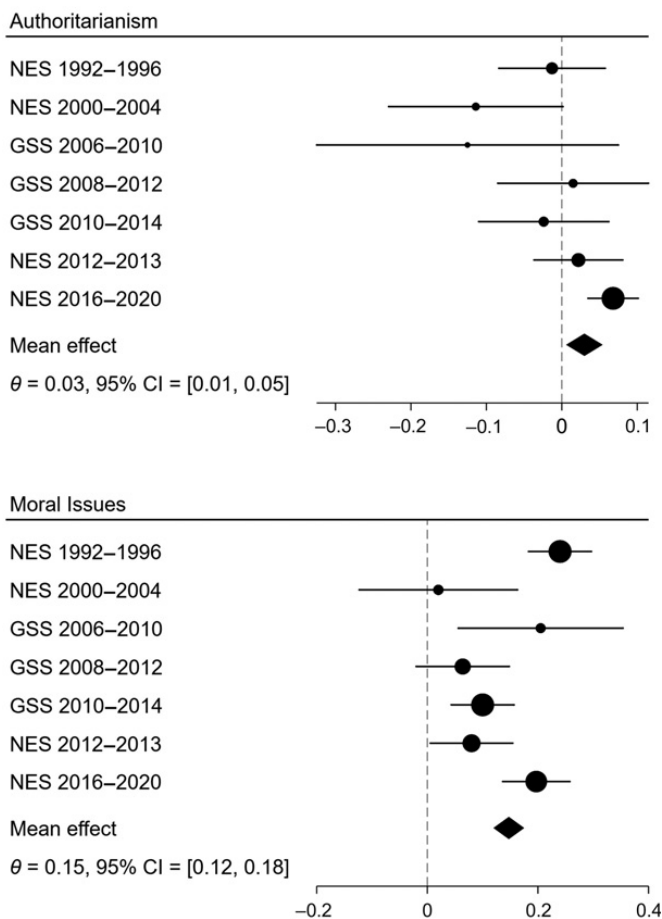 Authoritarianism
NES 1992–1996
NES 2000–2004
GSS 2006–2010
GSS 2008–2012
GSS 2010–2014
NES 2012–2013
NES 2016–2020
Mean effect
θ = 0.03, 95% CI = [0.01, 0.05]
–0.3 –0.2 –0.1 0 0.1
Moral Issues
NES 1992–1996
NES 2000–2004
GSS 2006–2010
GSS 2008–2012
GSS 2010–2014
NES 2012–2013
NES 2016–2020
Mean effect
θ = 0.15, 95% CI = [0.12, 0.18]
–0.2 0 0.2 0.4